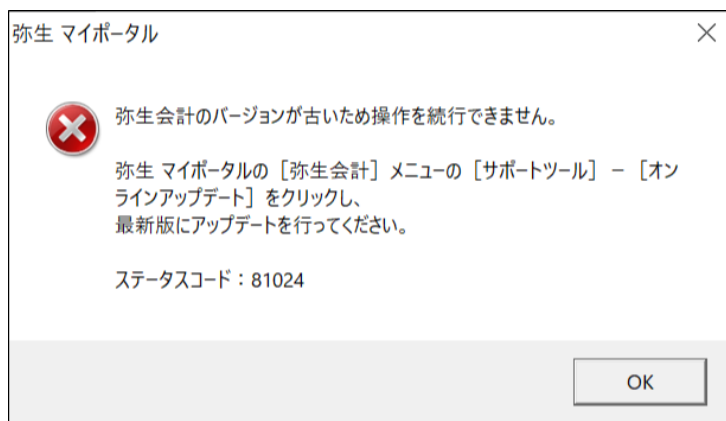 弥生 マイポータル
弥生会計のバージョンが古いため操作を続行できません。
弥生 マイポータルの［弥生会計］メニューの［サポートツール］－［オン
ラインアップデート］をクリックし、
最新版にアップデートを行ってください。
ステータスコード：81024
OK